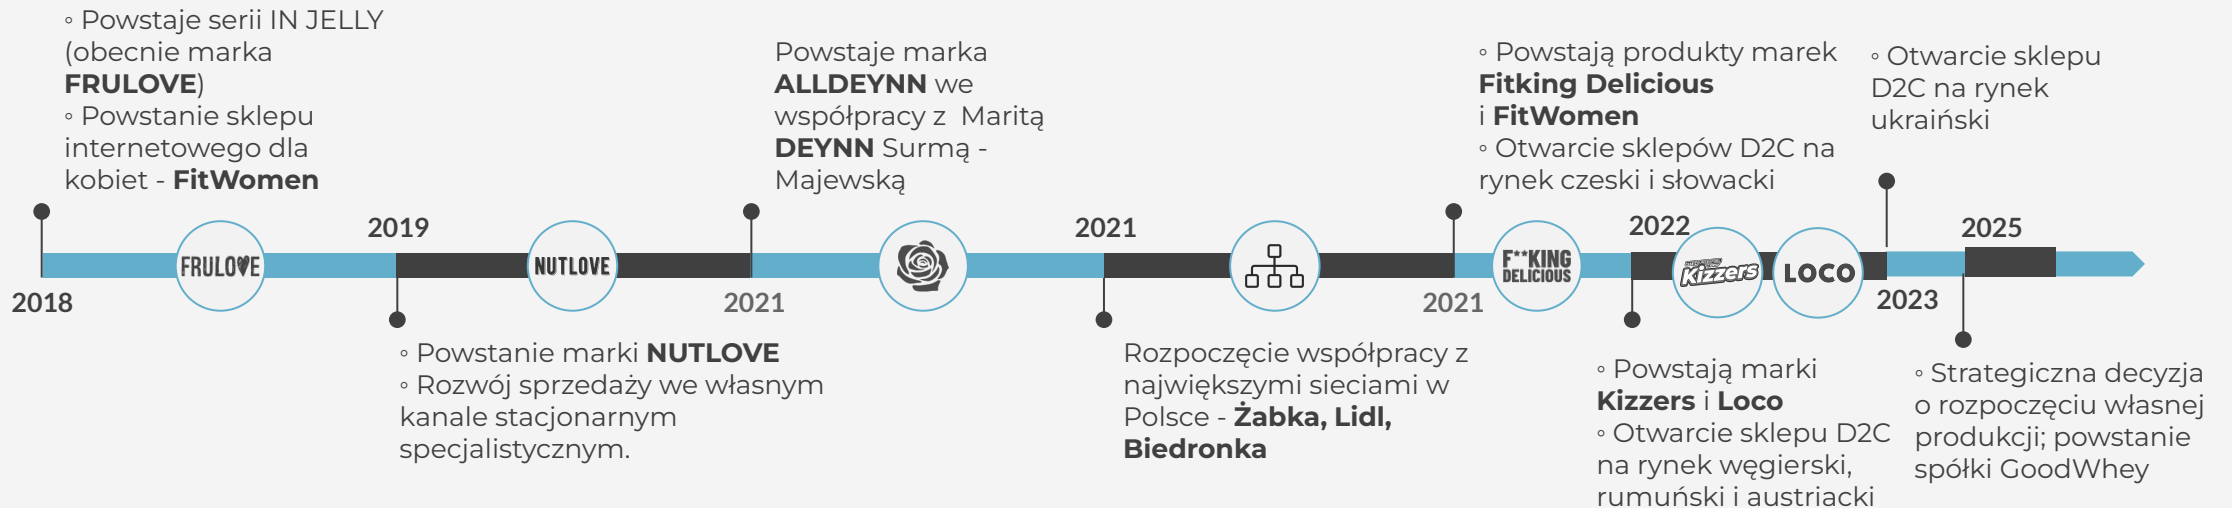 ◦ Powstaje serii IN JELLY
(obecnie marka
FRULOVE)
◦ Powstanie sklepu
internetowego dla
kobiet - FitWomen
Powstaje marka
ALLDEYNN we
współpracy z Maritą
DEYNN Surmą -
Majewską
◦ Powstają produkty marek
Fitking Delicious
i FitWomen
◦ Otwarcie sklepów D2C na
rynek czeski i słowacki
◦ Otwarcie sklepu
D2C na rynek
ukraiński
2018
FRULOVE
2019
NUTLOVE
2021
2021
2021
F**KING
DELICIOUS
2022
Kizzers
LOCO
2023
2025
◦ Powstanie marki NUTLOVE
◦ Rozwój sprzedaży we własnym
kanale stacjonarnym
specjalistycznym.
Rozpoczęcie współpracy z
największymi sieciami w
Polsce - Żabka, Lidl,
Biedronka
◦ Powstają marki
Kizzers i Loco
◦ Otwarcie sklepu D2C
na rynek węgierski,
rumuński i austriacki
◦ Strategiczna decyzja
o rozpoczęciu własnej
produkcji; powstanie
spółki GoodWhey